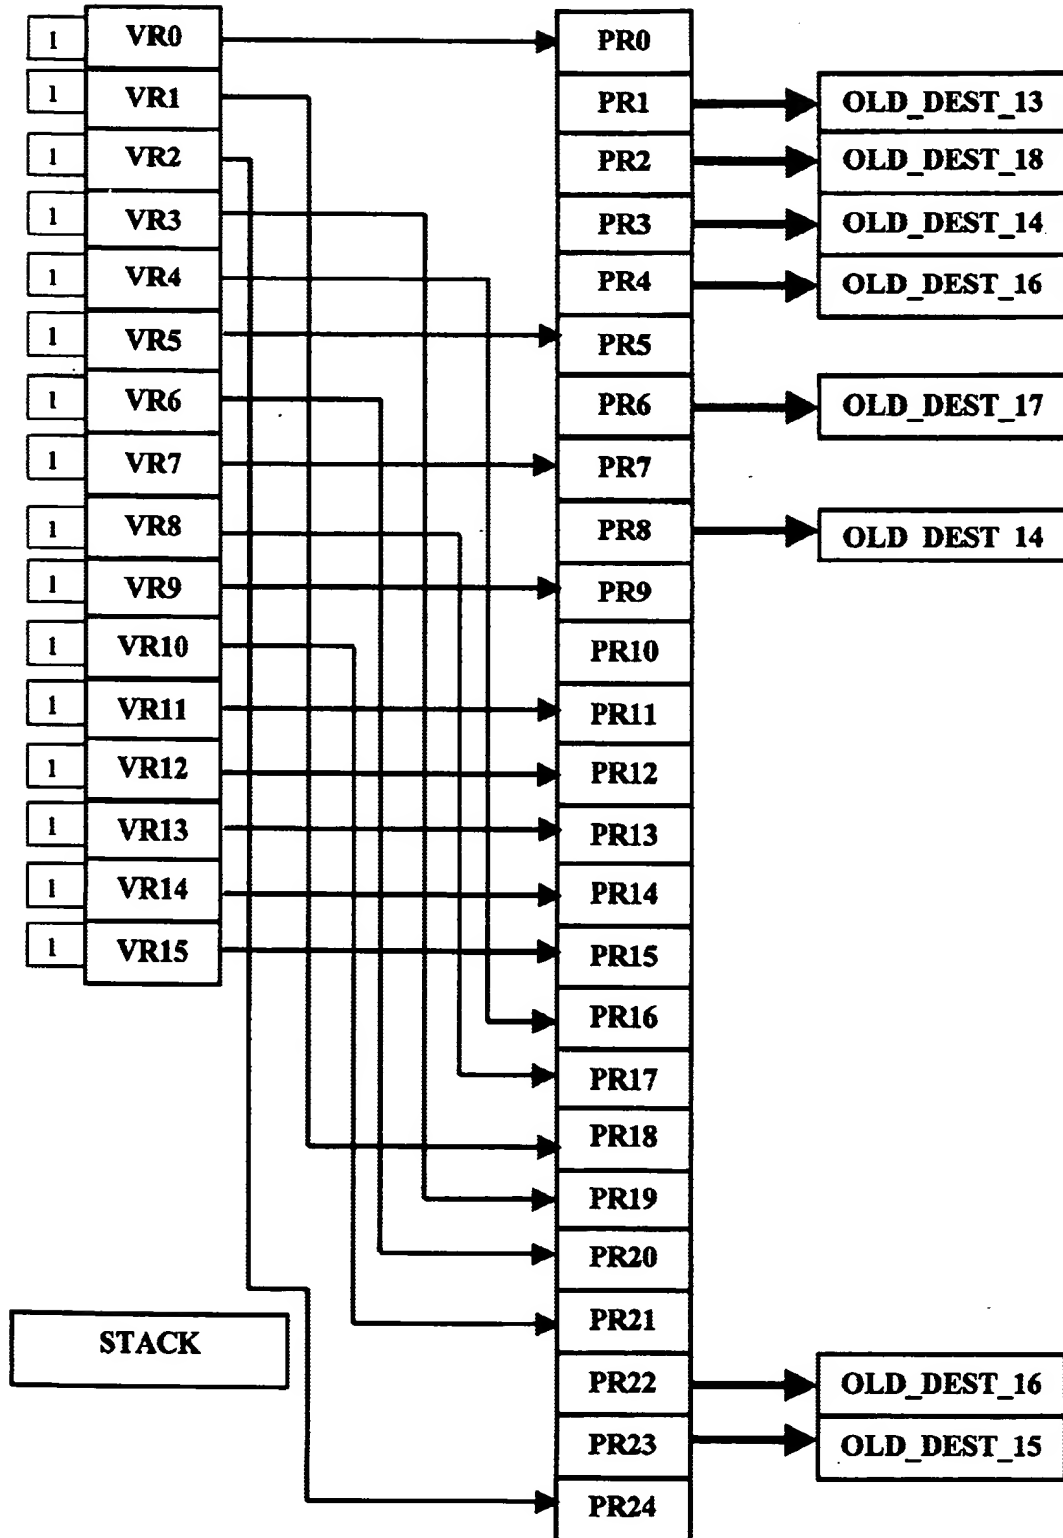 1 VR0 PR0
1 VR1 PR1 OLD_DEST_13
1 VR2 PR2 OLD_DEST_18
1 VR3 PR3 OLD_DEST_14
1 VR4 PR4 OLD_DEST_16
1 VR5 PR5
1 VR6 PR6 OLD_DEST_17
1 VR7 PR7
1 VR8 PR8 OLD DEST 14
1 VR9 PR9
1 VR10 PR10
1 VR11 PR11
1 VR12 PR12
1 VR13 PR13
1 VR14 PR14
1 VR15 PR15
PR16
PR17
PR18
PR19
PR20
PR21
STACK
PR22 OLD_DEST_16
PR23 OLD_DEST_15
PR24